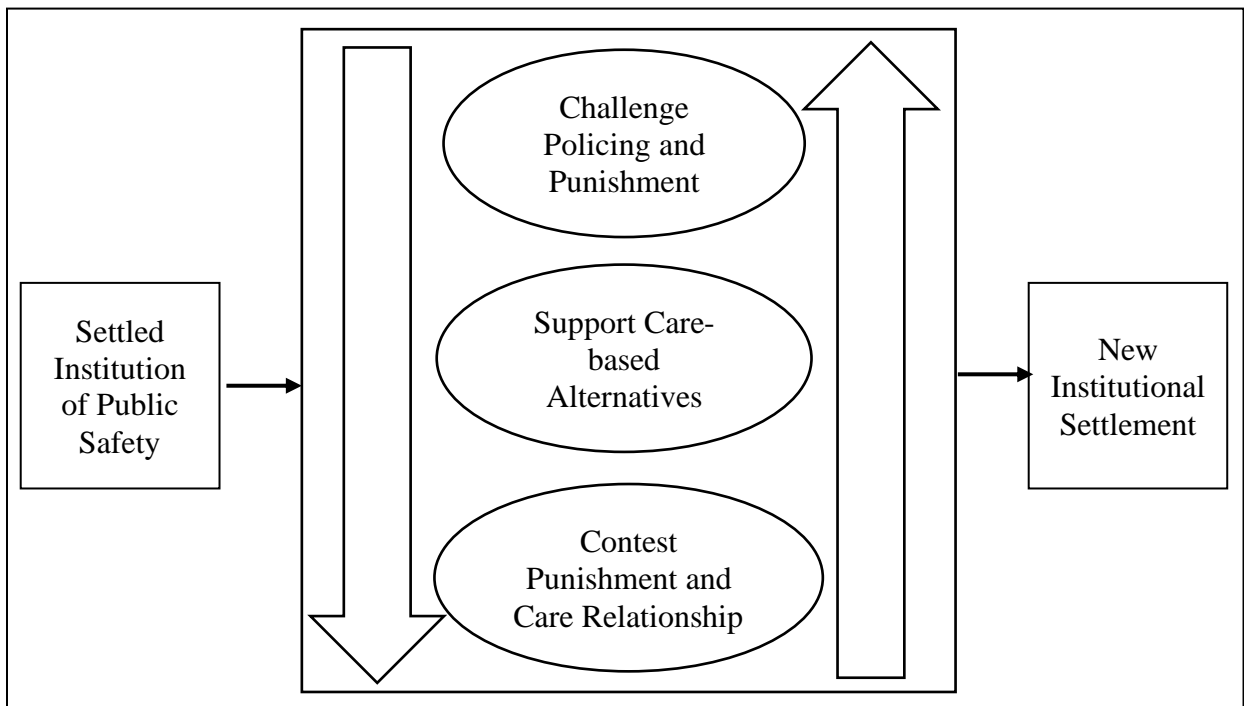 Settled
Institution
of Public
Safety
Challenge
Policing and
Punishment
Support Care-
based
Alternatives
Contest
Punishment and
Care Relationship
New
Institutional
Settlement